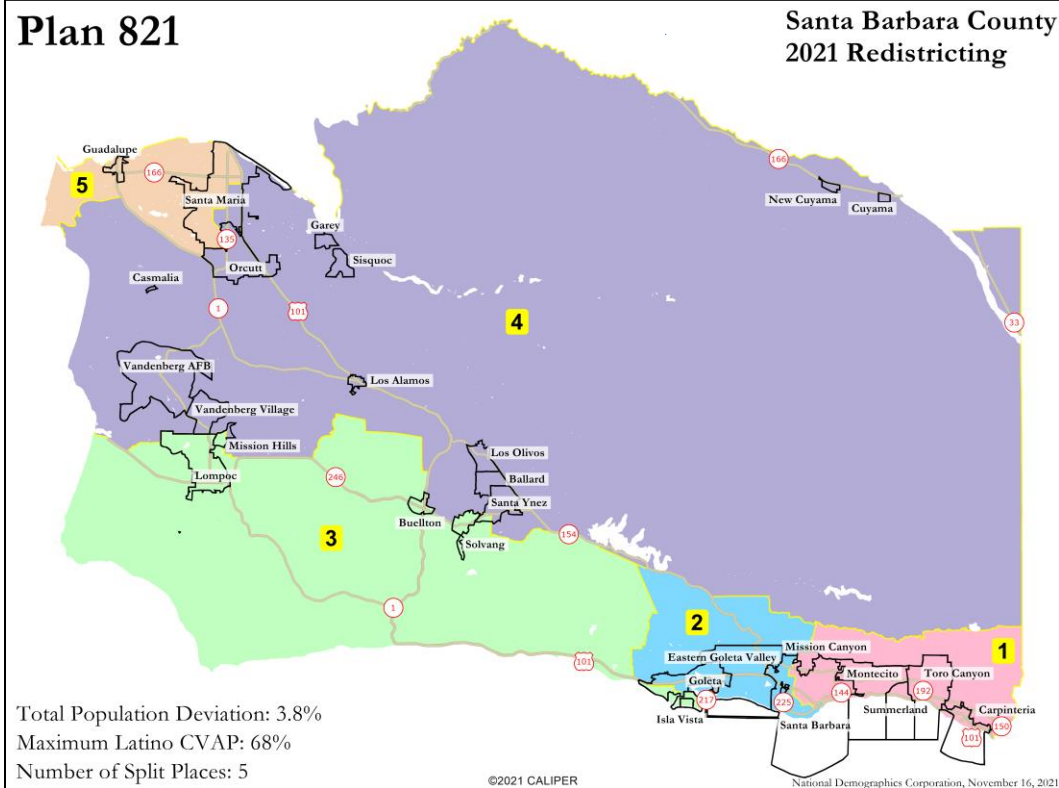 Plan 821
Santa Barbara County
2021 Redistricting
Guadalupe
166
5
Santa Maria
135
Orcutt
Garey
Sisquoc
166
New Cuyama
Cuyama
Casmalia
1
101
4
33
Vandenberg AFB
Los Alamos
Vandenberg Village
Mission Hills
Lompoc
246
Los Olivos
Ballard
Santa Ynez
Buellton
Solvang
3
154
1
2
1
101
Mission Canyon
Eastern Goleta Valley
Montecito
Toro Canyon
Goleta
217
225
144
192
Isla Vista
Santa Barbara
Summerland
Carpinteria
150
101
Total Population Deviation: 3.8%
Maximum Latino CVAP: 68%
Number of Split Places: 5
©2021 CALIPER
National Demographics Corporation, November 16, 2021